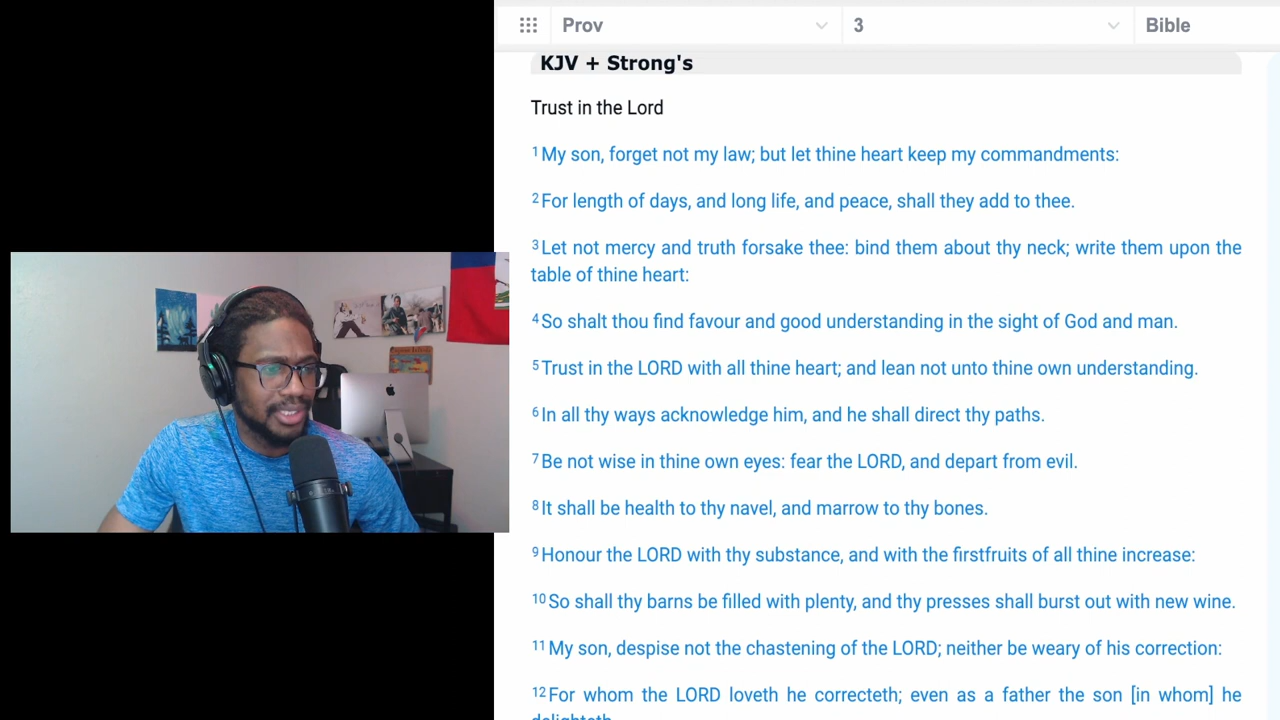 Prov
3
Bible
KJV + Strong's
Trust in the Lord
1 My son, forget not my law; but let thine heart keep my commandments:
2 For length of days, and long life, and peace, shall they add to thee.
3 Let not mercy and truth forsake thee: bind them about thy neck; write them upon the
table of thine heart:
4 So shalt thou find favour and good understanding in the sight of God and man.
5 Trust in the LORD with all thine heart; and lean not unto thine own understanding.
6 In all thy ways acknowledge him, and he shall direct thy paths.
7 Be not wise in thine own eyes: fear the LORD, and depart from evil.
8 It shall be health to thy navel, and marrow to thy bones.
9 Honour the LORD with thy substance, and with the firstfruits of all thine increase:
10 So shall thy barns be filled with plenty, and thy presses shall burst out with new wine.
11 My son, despise not the chastening of the LORD; neither be weary of his correction:
12 For whom the LORD loveth he correcteth; even as a father the son [in whom] he
delighteth